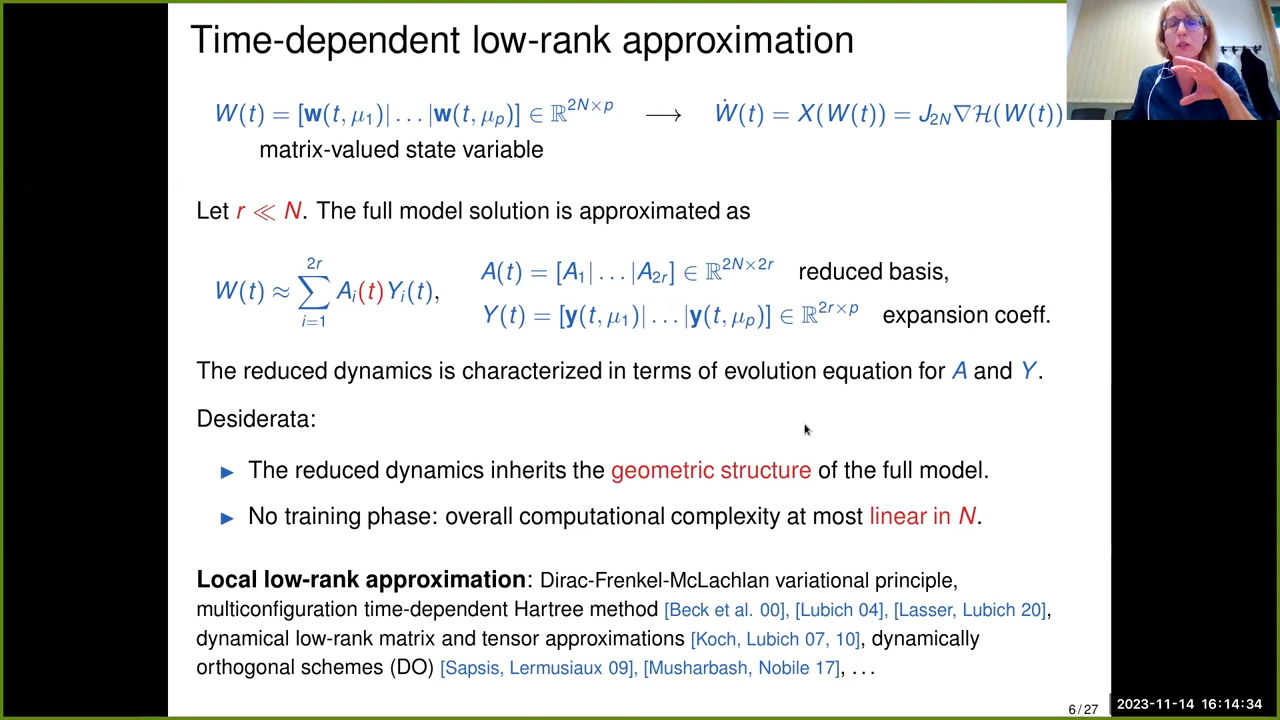 Time-dependent low-rank approximation
W(t) = [w(t, μ₁)| . . . |w(t, μₚ)] ∈ ℝ^{2N×p} ⟶ Ẇ(t) = X(W(t)) = J_{2N}∇ℋ(W(t))
matrix-valued state variable
Let r ≪ N. The full model solution is approximated as
W(t) ≈ ∑_{i=1}^{2r} A_i(t)Y_i(t),
A(t) = [A₁| . . . |A_{2r}] ∈ ℝ^{2N×2r} reduced basis,
Y(t) = [y(t, μ₁)| . . . |y(t, μₚ)] ∈ ℝ^{2r×p} expansion coeff.
The reduced dynamics is characterized in terms of evolution equation for A and Y.
Desiderata:
▶ The reduced dynamics inherits the geometric structure of the full model.
▶ No training phase: overall computational complexity at most linear in N.
Local low-rank approximation: Dirac-Frenkel-McLachlan variational principle,
multiconfiguration time-dependent Hartree method [Beck et al. 00], [Lubich 04], [Lasser, Lubich 20],
dynamical low-rank matrix and tensor approximations [Koch, Lubich 07, 10], dynamically
orthogonal schemes (DO) [Sapsis, Lermusiaux 09], [Musharbash, Nobile 17], . . .
6 / 27
2023-11-14 16:14:34